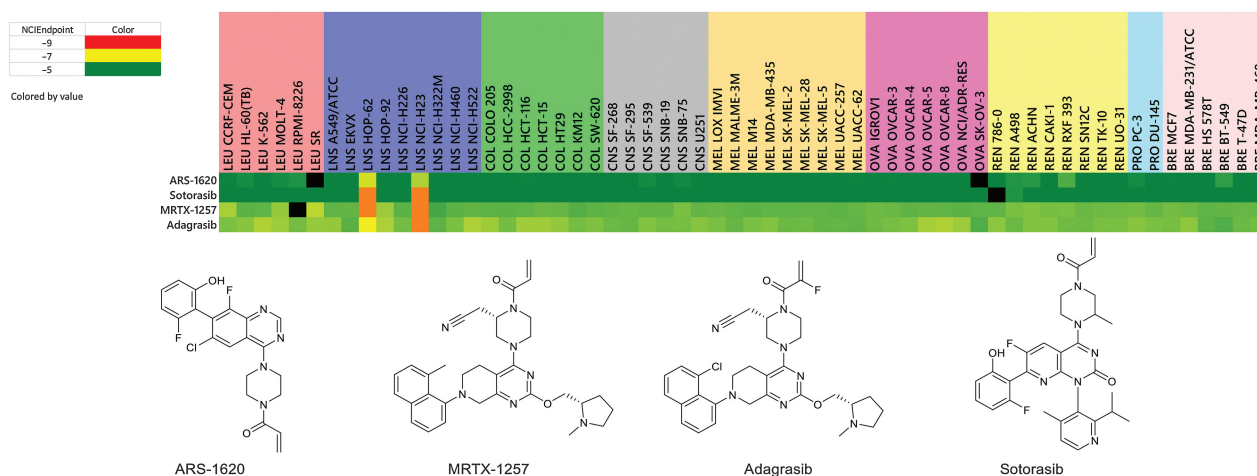 NCIEndpoint Color
–9
–7
–5
Colored by value
LEU CCRF-CEM
LEU HL-60(TB)
LEU K-562
LEU MOLT-4
LEU RPMI-8226
LEU SR
LNS A549/ATCC
LNS EKVX
LNS HOP-62
LNS HOP-92
LNS NCI-H226
LNS NCI-H23
LNS NCI-H322M
LNS NCI-H460
LNS NCI-H522
COL COLO 205
COL HCC-2998
COL HCT-116
COL HCT-15
COL HT29
COL KM12
COL SW-620
CNS SF-268
CNS SF-295
CNS SF-539
CNS SNB-19
CNS SNB-75
CNS U251
MEL LOX IMVI
MEL MALME-3M
MEL M14
MEL MDA-MB-435
MEL SK-MEL-2
MEL SK-MEL-28
MEL SK-MEL-5
MEL UACC-257
MEL UACC-62
OVA IGROV1
OVA OVCAR-3
OVA OVCAR-4
OVA OVCAR-5
OVA OVCAR-8
OVA NCI/ADR-RES
OVA SK-OV-3
REN 786-0
REN A498
REN ACHN
REN CAKI-1
REN RXF 393
REN SN12C
REN TK-10
REN UO-31
PRO PC-3
PRO DU-145
BRE MCF7
BRE MDA-MB-231/ATCC
BRE HS 578T
BRE BT-549
BRE T-47D
ARS-1620
Sotorasib
MRTX-1257
Adagrasib
OH
F
N
N
F
Cl
N
N
O
O
N
N
N
N
N
N
O
N
O
F
N
N
N
Cl
N
N
N
O
N
O
N
N
F
OH
N
N
N
O
F
N
ARS-1620
MRTX-1257
Adagrasib
Sotorasib